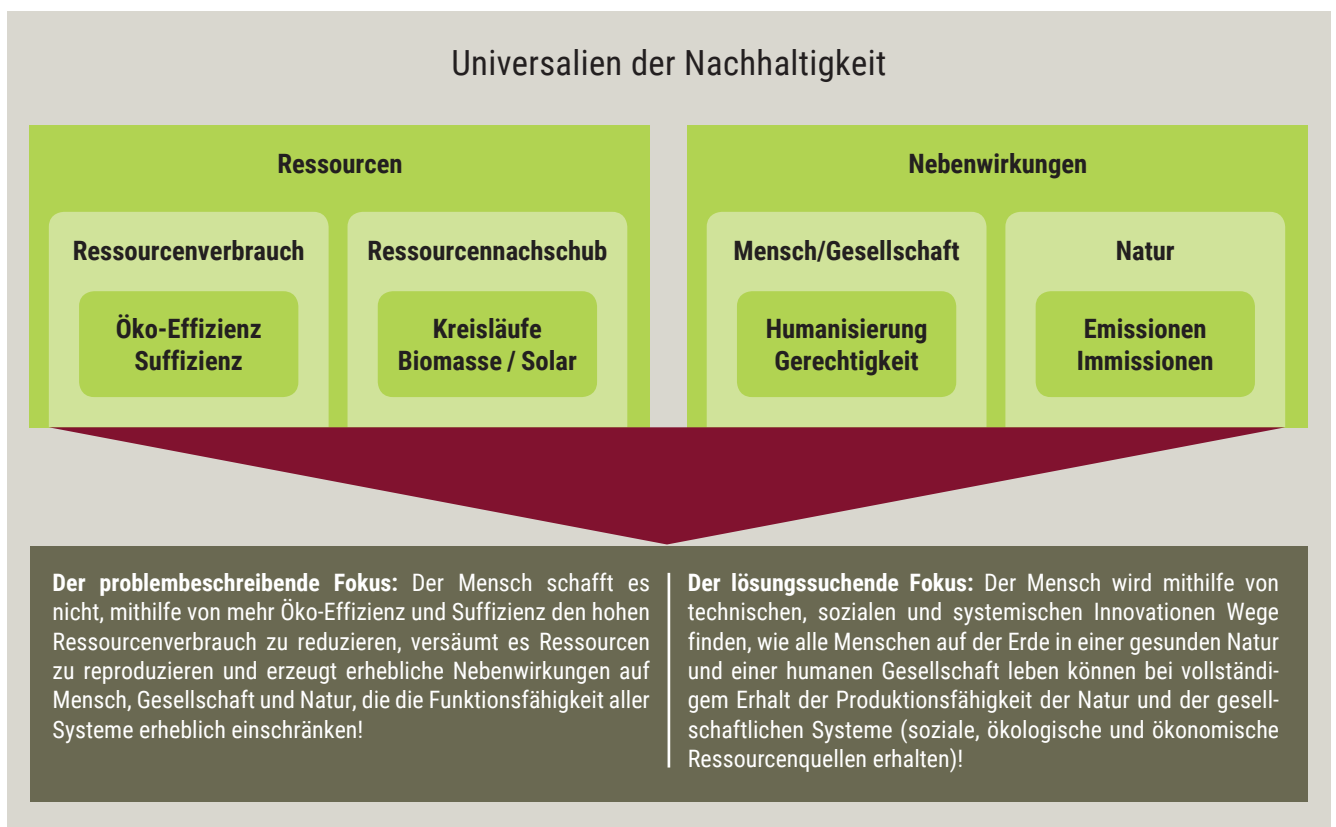 Universalien der Nachhaltigkeit
Ressourcen
Ressourcenverbrauch
Öko-Effizienz
Suffizienz
Ressourcennachschub
Kreisläufe
Biomasse / Solar
Nebenwirkungen
Mensch/Gesellschaft
Humanisierung
Gerechtigkeit
Natur
Emissionen
Immissionen
Der problembeschreibende Fokus: Der Mensch schafft es
nicht, mithilfe von mehr Öko-Effizienz und Suffizienz den hohen
Ressourcenverbrauch zu reduzieren, versäumt es Ressourcen
zu reproduzieren und erzeugt erhebliche Nebenwirkungen auf
Mensch, Gesellschaft und Natur, die die Funktionsfähigkeit aller
Systeme erheblich einschränken!
Der lösungssuchende Fokus: Der Mensch wird mithilfe von
technischen, sozialen und systemischen Innovationen Wege
finden, wie alle Menschen auf der Erde in einer gesunden Natur
und einer humanen Gesellschaft leben können bei vollständi-
gem Erhalt der Produktionsfähigkeit der Natur und der gesell-
schaftlichen Systeme (soziale, ökologische und ökonomische
Ressourcenquellen erhalten)!